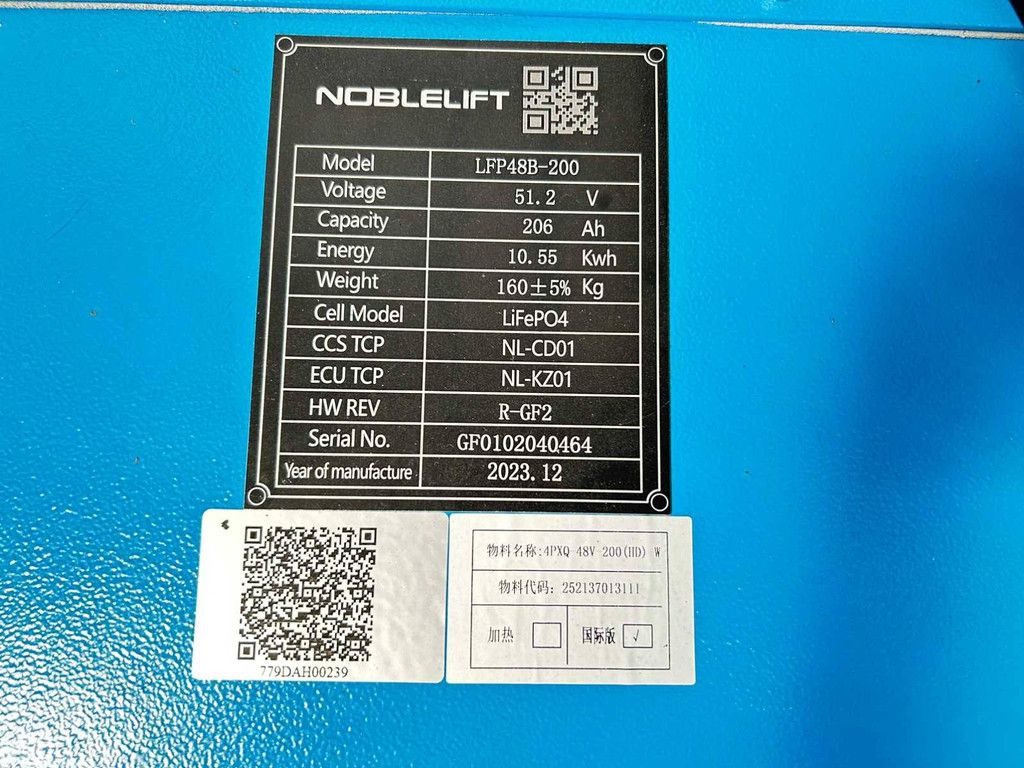 NOBLELIFT
Model LFP48B-200
Voltage 51.2 V
Capacity 206 Ah
Energy 10.55 Kwh
Weight 160±5% Kg
Cell Model LiFePO4
CCS TCP NL-CD01
ECU TCP NL-KZ01
HW REV R-GF2
Serial No. GF0102040464
Year of manufacture 2023.12
779DAH00239
物料名称:4PXQ 48V 200(HD) W
物料代码: 252137013111
加热 国际版 √